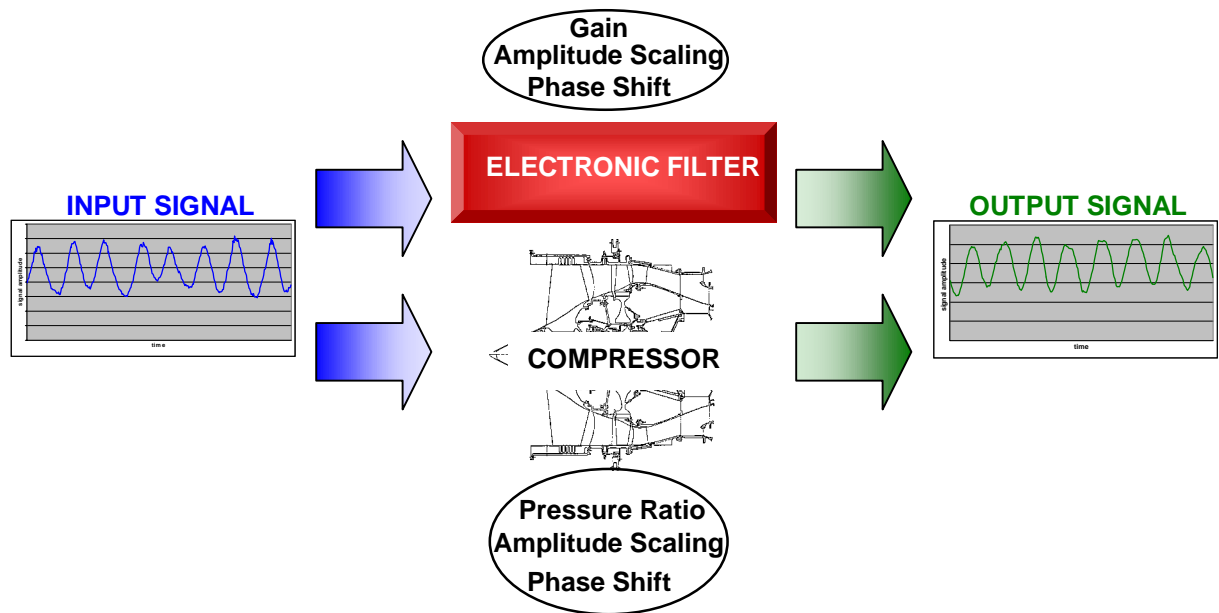 Gain
Amplitude Scaling
Phase Shift
ELECTRONIC FILTER
INPUT SIGNAL
signal amplitude
time
OUTPUT SIGNAL
signal amplitude
time
COMPRESSOR
Pressure Ratio
Amplitude Scaling
Phase Shift